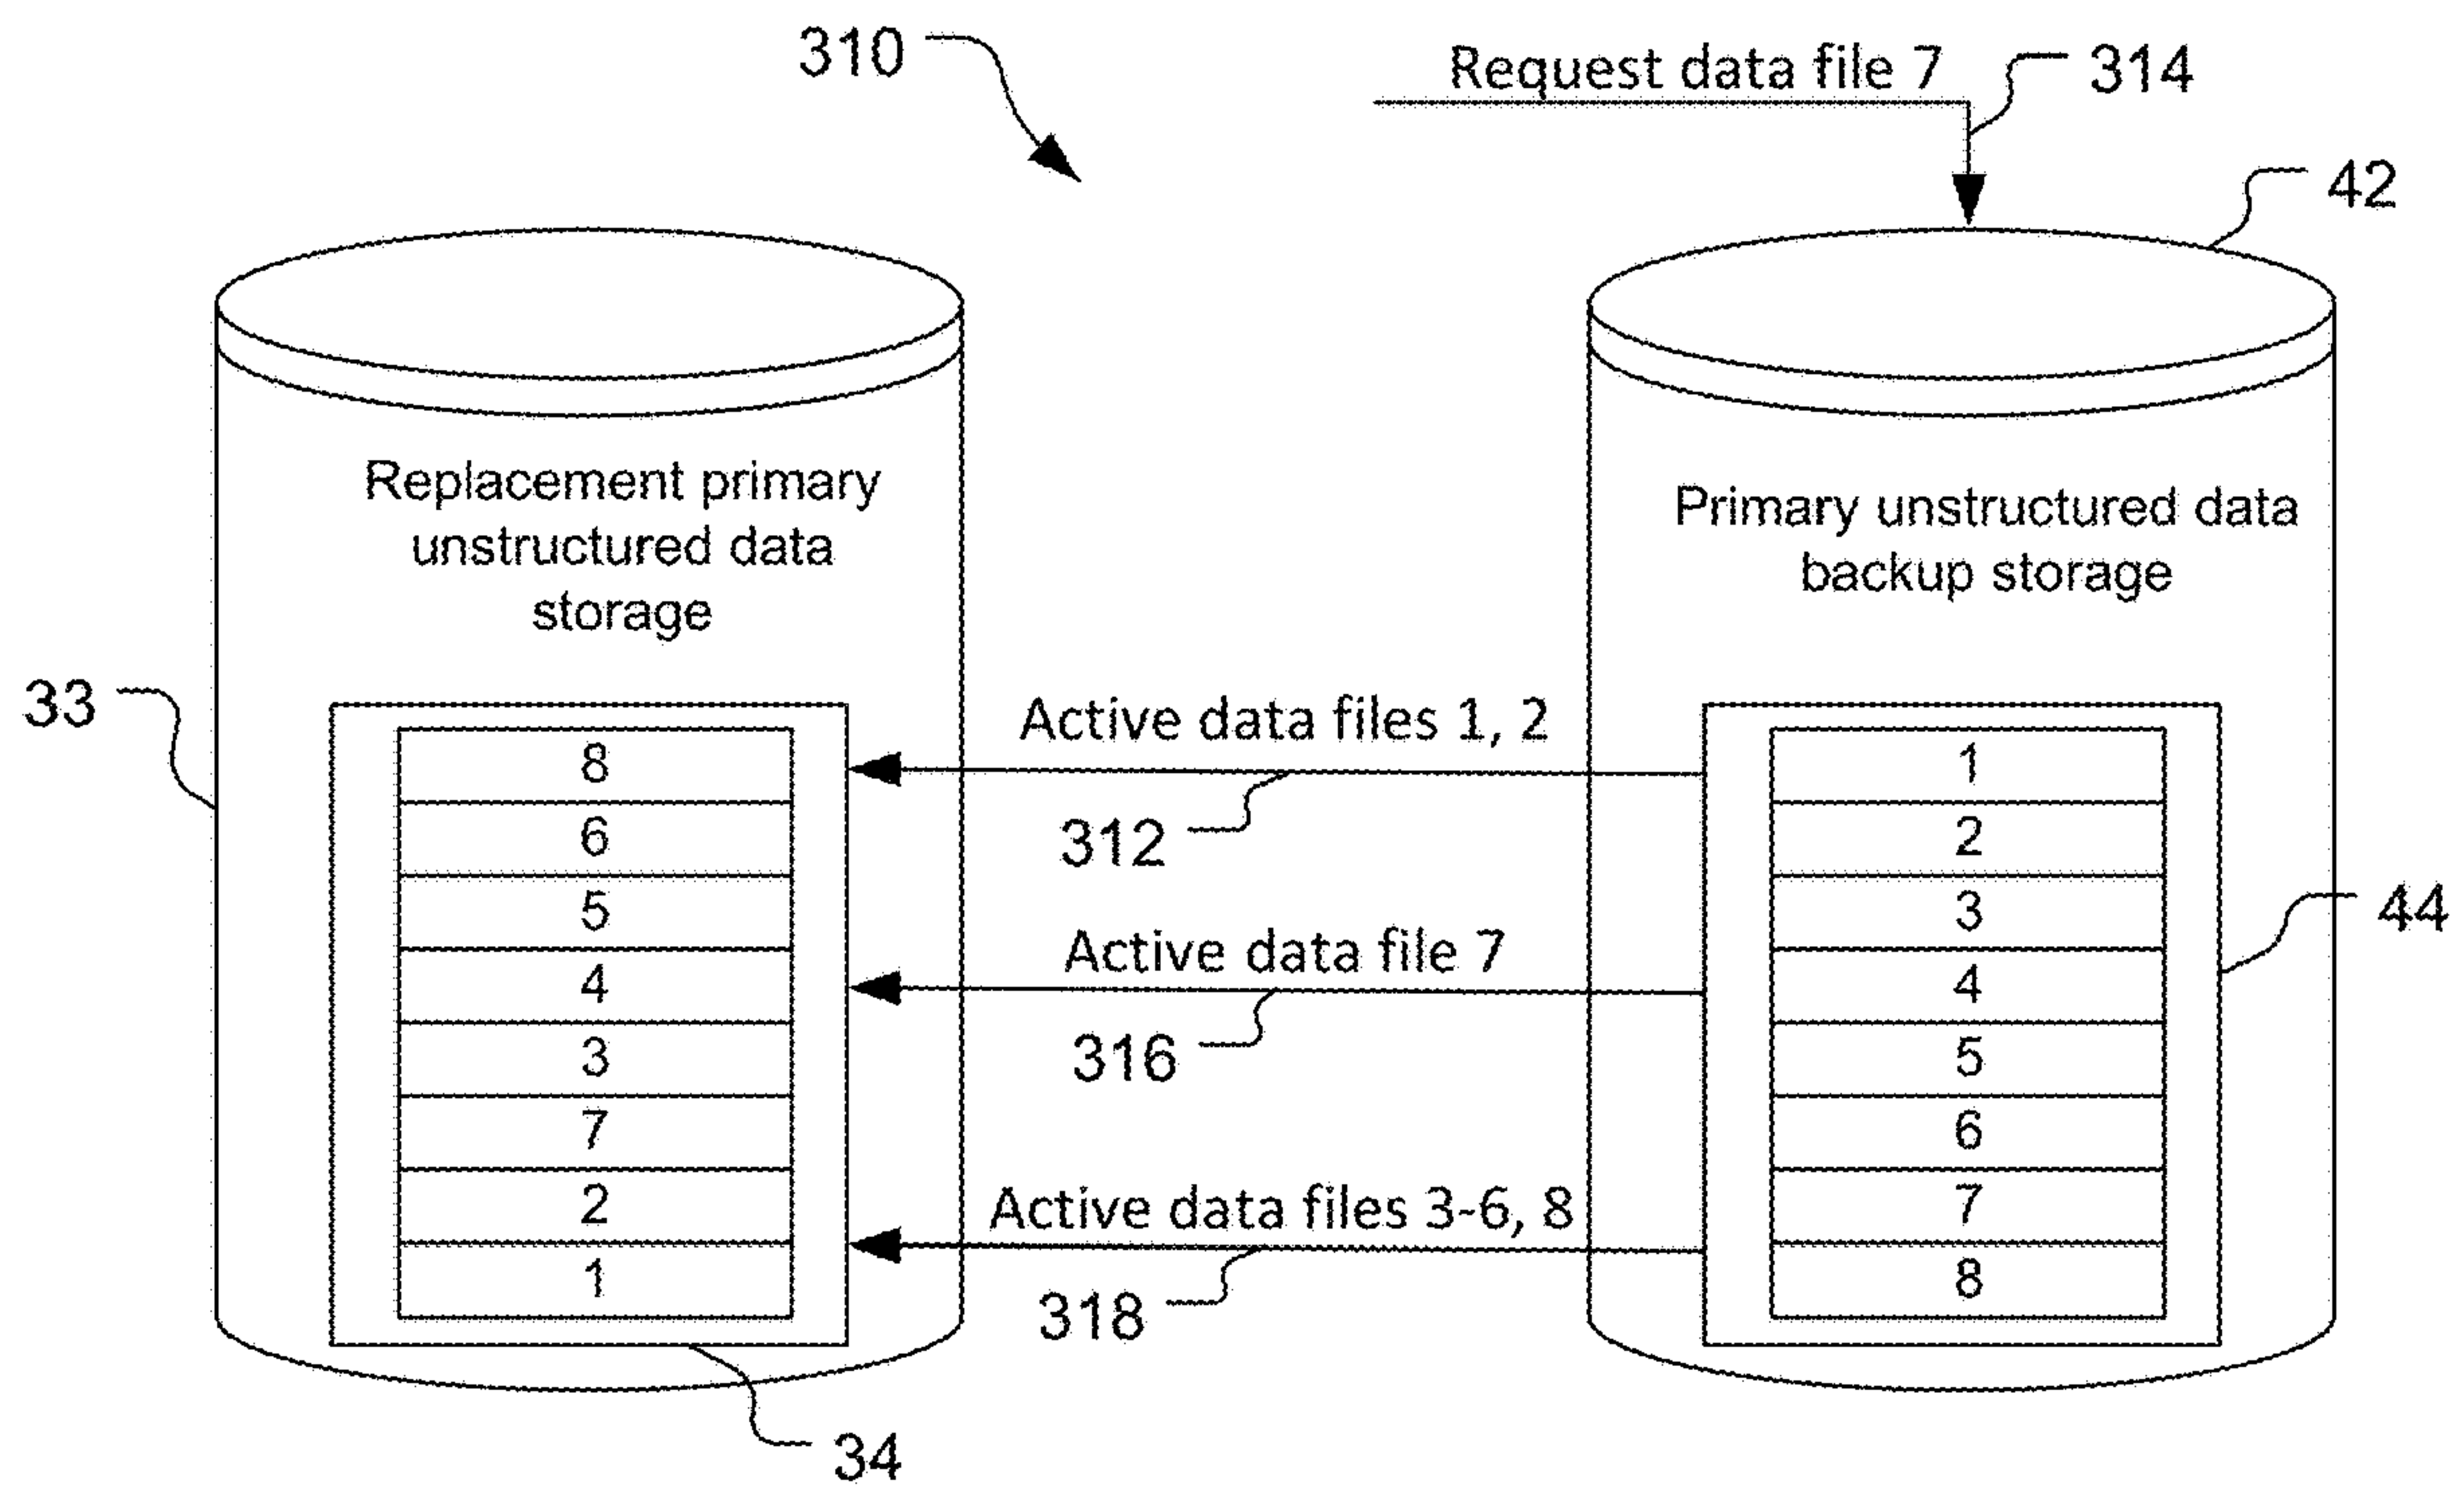 310
Request data file 7
314
42
Replacement primary
unstructured data
storage
Primary unstructured data
backup storage
33
Active data files 1, 2
312
8
6
5
4
3
7
2
1
Active data file 7
316
Active data files 3-6, 8
318
1
2
3
4
5
6
7
8
44
34